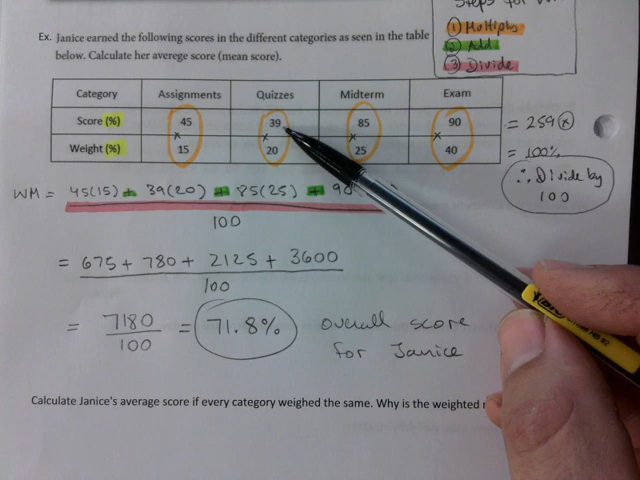 Steps for
① Multiply
② Add
③ Divide
Ex. Janice earned the following scores in the different categories as seen in the table
below. Calculate her averege score (mean score).
Category Assignments Quizzes Midterm Exam
Score (%) 45 39 85 90 = 259 ⓧ
x x x x
Weight (%) 15 20 25 40 = 100%
∴ Divide by
100
WM = 45(15) + 39(20) + 85(25) + 90
100
= 675 + 780 + 2125 + 3600
100
= 7180 = 71.8% overall score
100 for Janice
Calculate Janice's average score if every category weighed the same. Why is the weighted